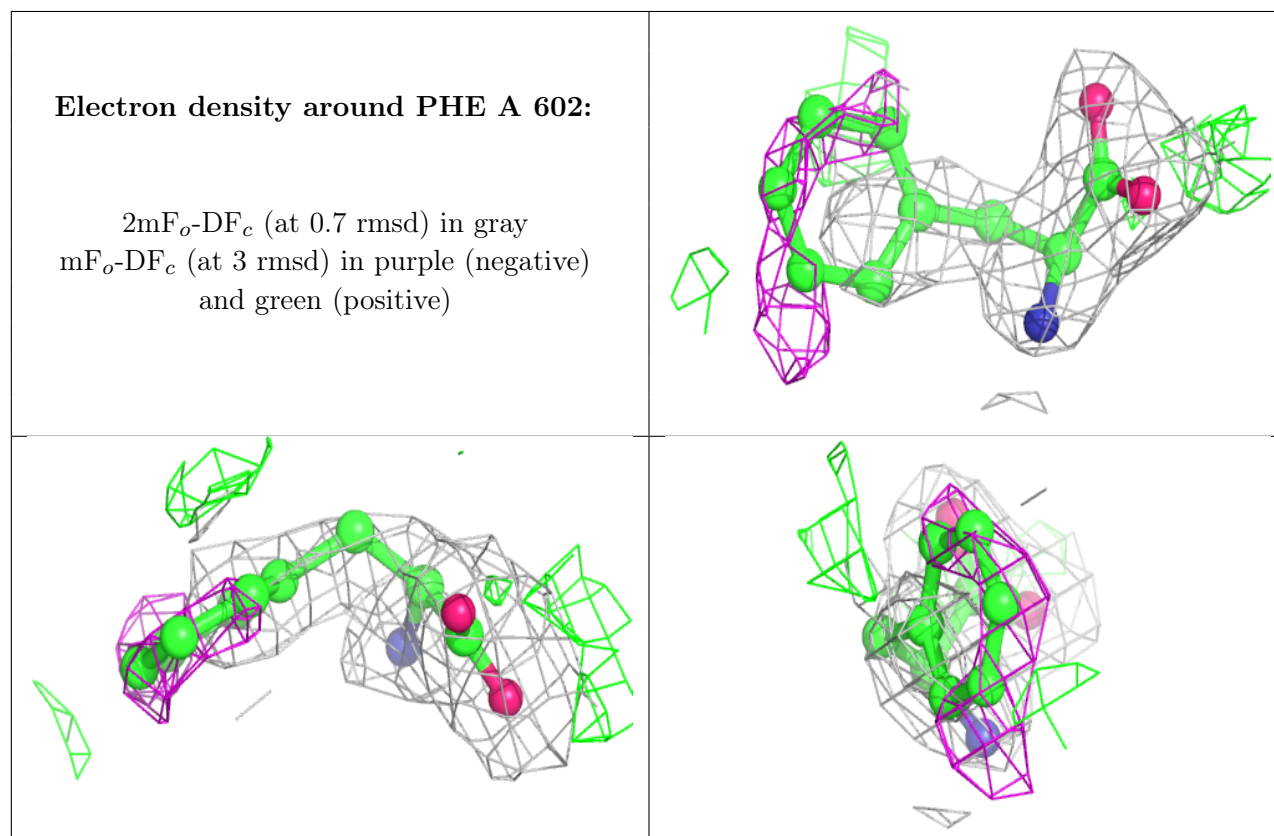 Electron density around PHE A 602:
2mFo-DFc (at 0.7 rmsd) in gray
mFo-DFc (at 3 rmsd) in purple (negative)
and green (positive)